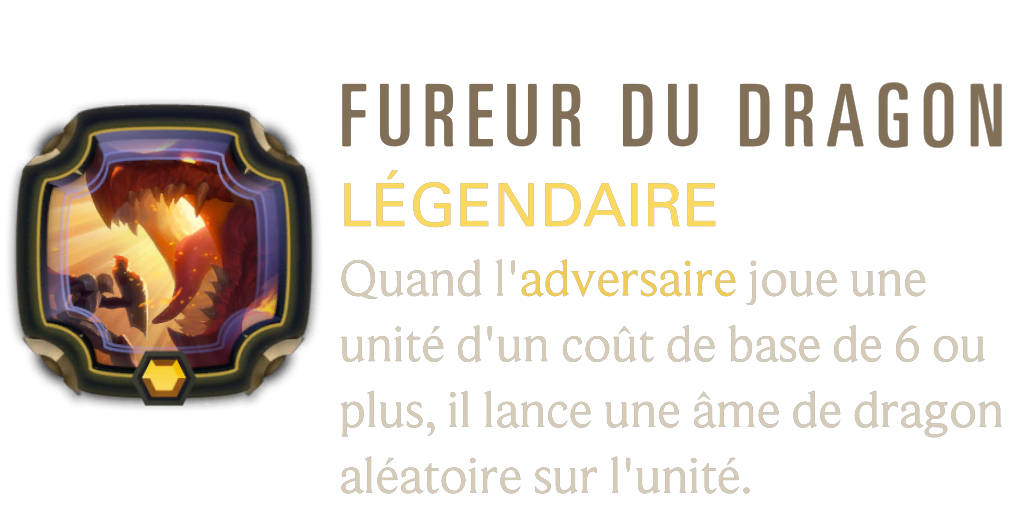 FUREUR DU DRAGON
LÉGENDAIRE
Quand l'adversaire joue une
unité d'un coût de base de 6 ou
plus, il lance une âme de dragon
aléatoire sur l'unité.